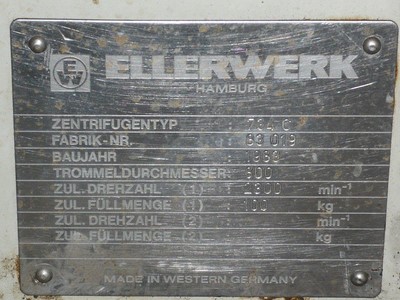 ELLERWERK
HAMBURG
ZENTRIFUGENTYP :
FABRIK-NR. :
BAUJAHR :
TROMMELDURCHMESSER:
ZUL. DREHZAHL (1) : min⁻¹
ZUL. FÜLLMENGE (1) : 100 kg
ZUL. DREHZAHL (2) : min⁻¹
ZUL. FÜLLMENGE (2) : kg
MADE IN WESTERN GERMANY